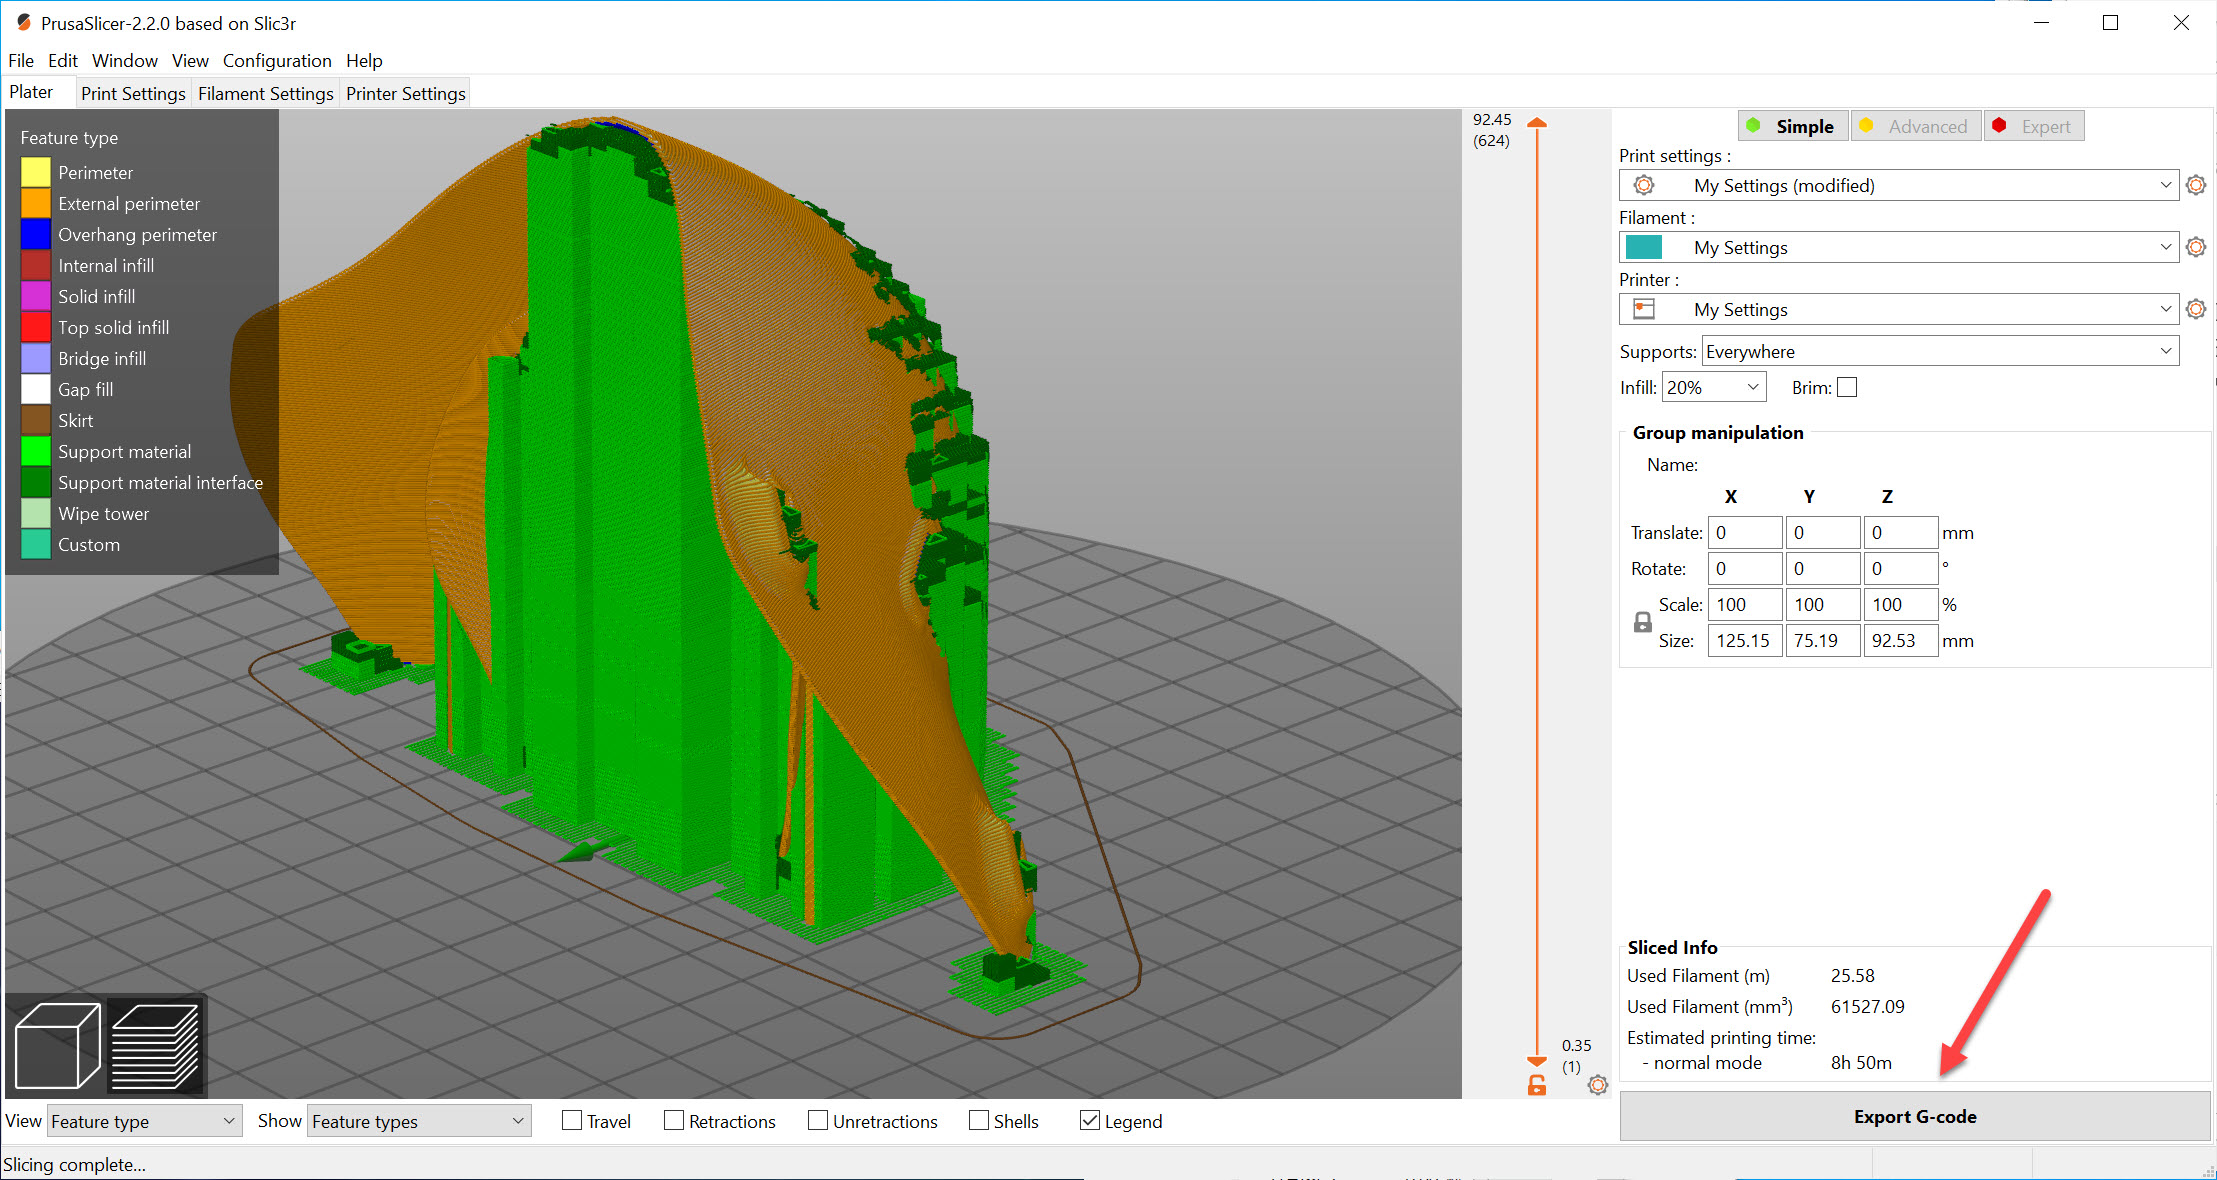 PrusaSlicer-2.2.0 based on Slic3r
File Edit Window View Configuration Help
Plater Print Settings Filament Settings Printer Settings
Feature type
Perimeter
External perimeter
Overhang perimeter
Internal infill
Solid infill
Top solid infill
Bridge infill
Gap fill
Skirt
Support material
Support material interface
Wipe tower
Custom
92.45
(624)
0.35
(1)
Simple Advanced Expert
Print settings :
My Settings (modified)
Filament :
My Settings
Printer :
My Settings
Supports: Everywhere
Infill: 20% Brim:
Group manipulation
Name:
X Y Z
Translate: 0 0 0 mm
Rotate: 0 0 0 °
Scale: 100 100 100 %
Size: 125.15 75.19 92.53 mm
Sliced Info
Used Filament (m) 25.58
Used Filament (mm³) 61527.09
Estimated printing time:
- normal mode 8h 50m
Export G-code
View Feature type Show Feature types Travel Retractions Unretractions Shells Legend
Slicing complete...